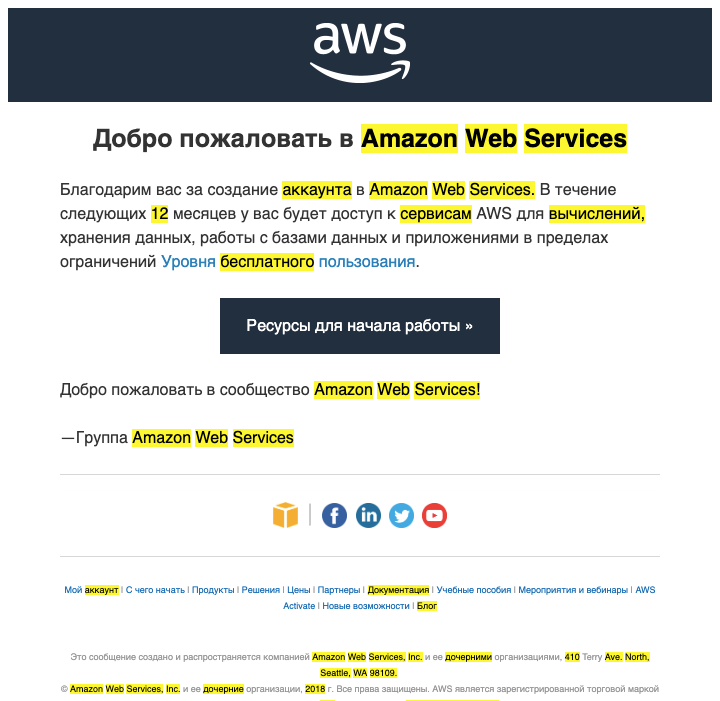 aws
Добро пожаловать в Amazon Web Services
Благодарим вас за создание аккаунта в Amazon Web Services. В течение
следующих 12 месяцев у вас будет доступ к сервисам AWS для вычислений,
хранения данных, работы с базами данных и приложениями в пределах
ограничений Уровня бесплатного пользования.
Ресурсы для начала работы »
Добро пожаловать в сообщество Amazon Web Services!
—Группа Amazon Web Services
Мой аккаунт | С чего начать | Продукты | Решения | Цены | Партнеры | Документация | Учебные пособия | Мероприятия и вебинары | AWS
Activate | Новые возможности | Блог
Это сообщение создано и распространяется компанией Amazon Web Services, Inc. и ее дочерними организациями, 410 Terry Ave. North,
Seattle, WA 98109.
© Amazon Web Services, Inc. и ее дочерние организации, 2018 г. Все права защищены. AWS является зарегистрированной торговой маркой